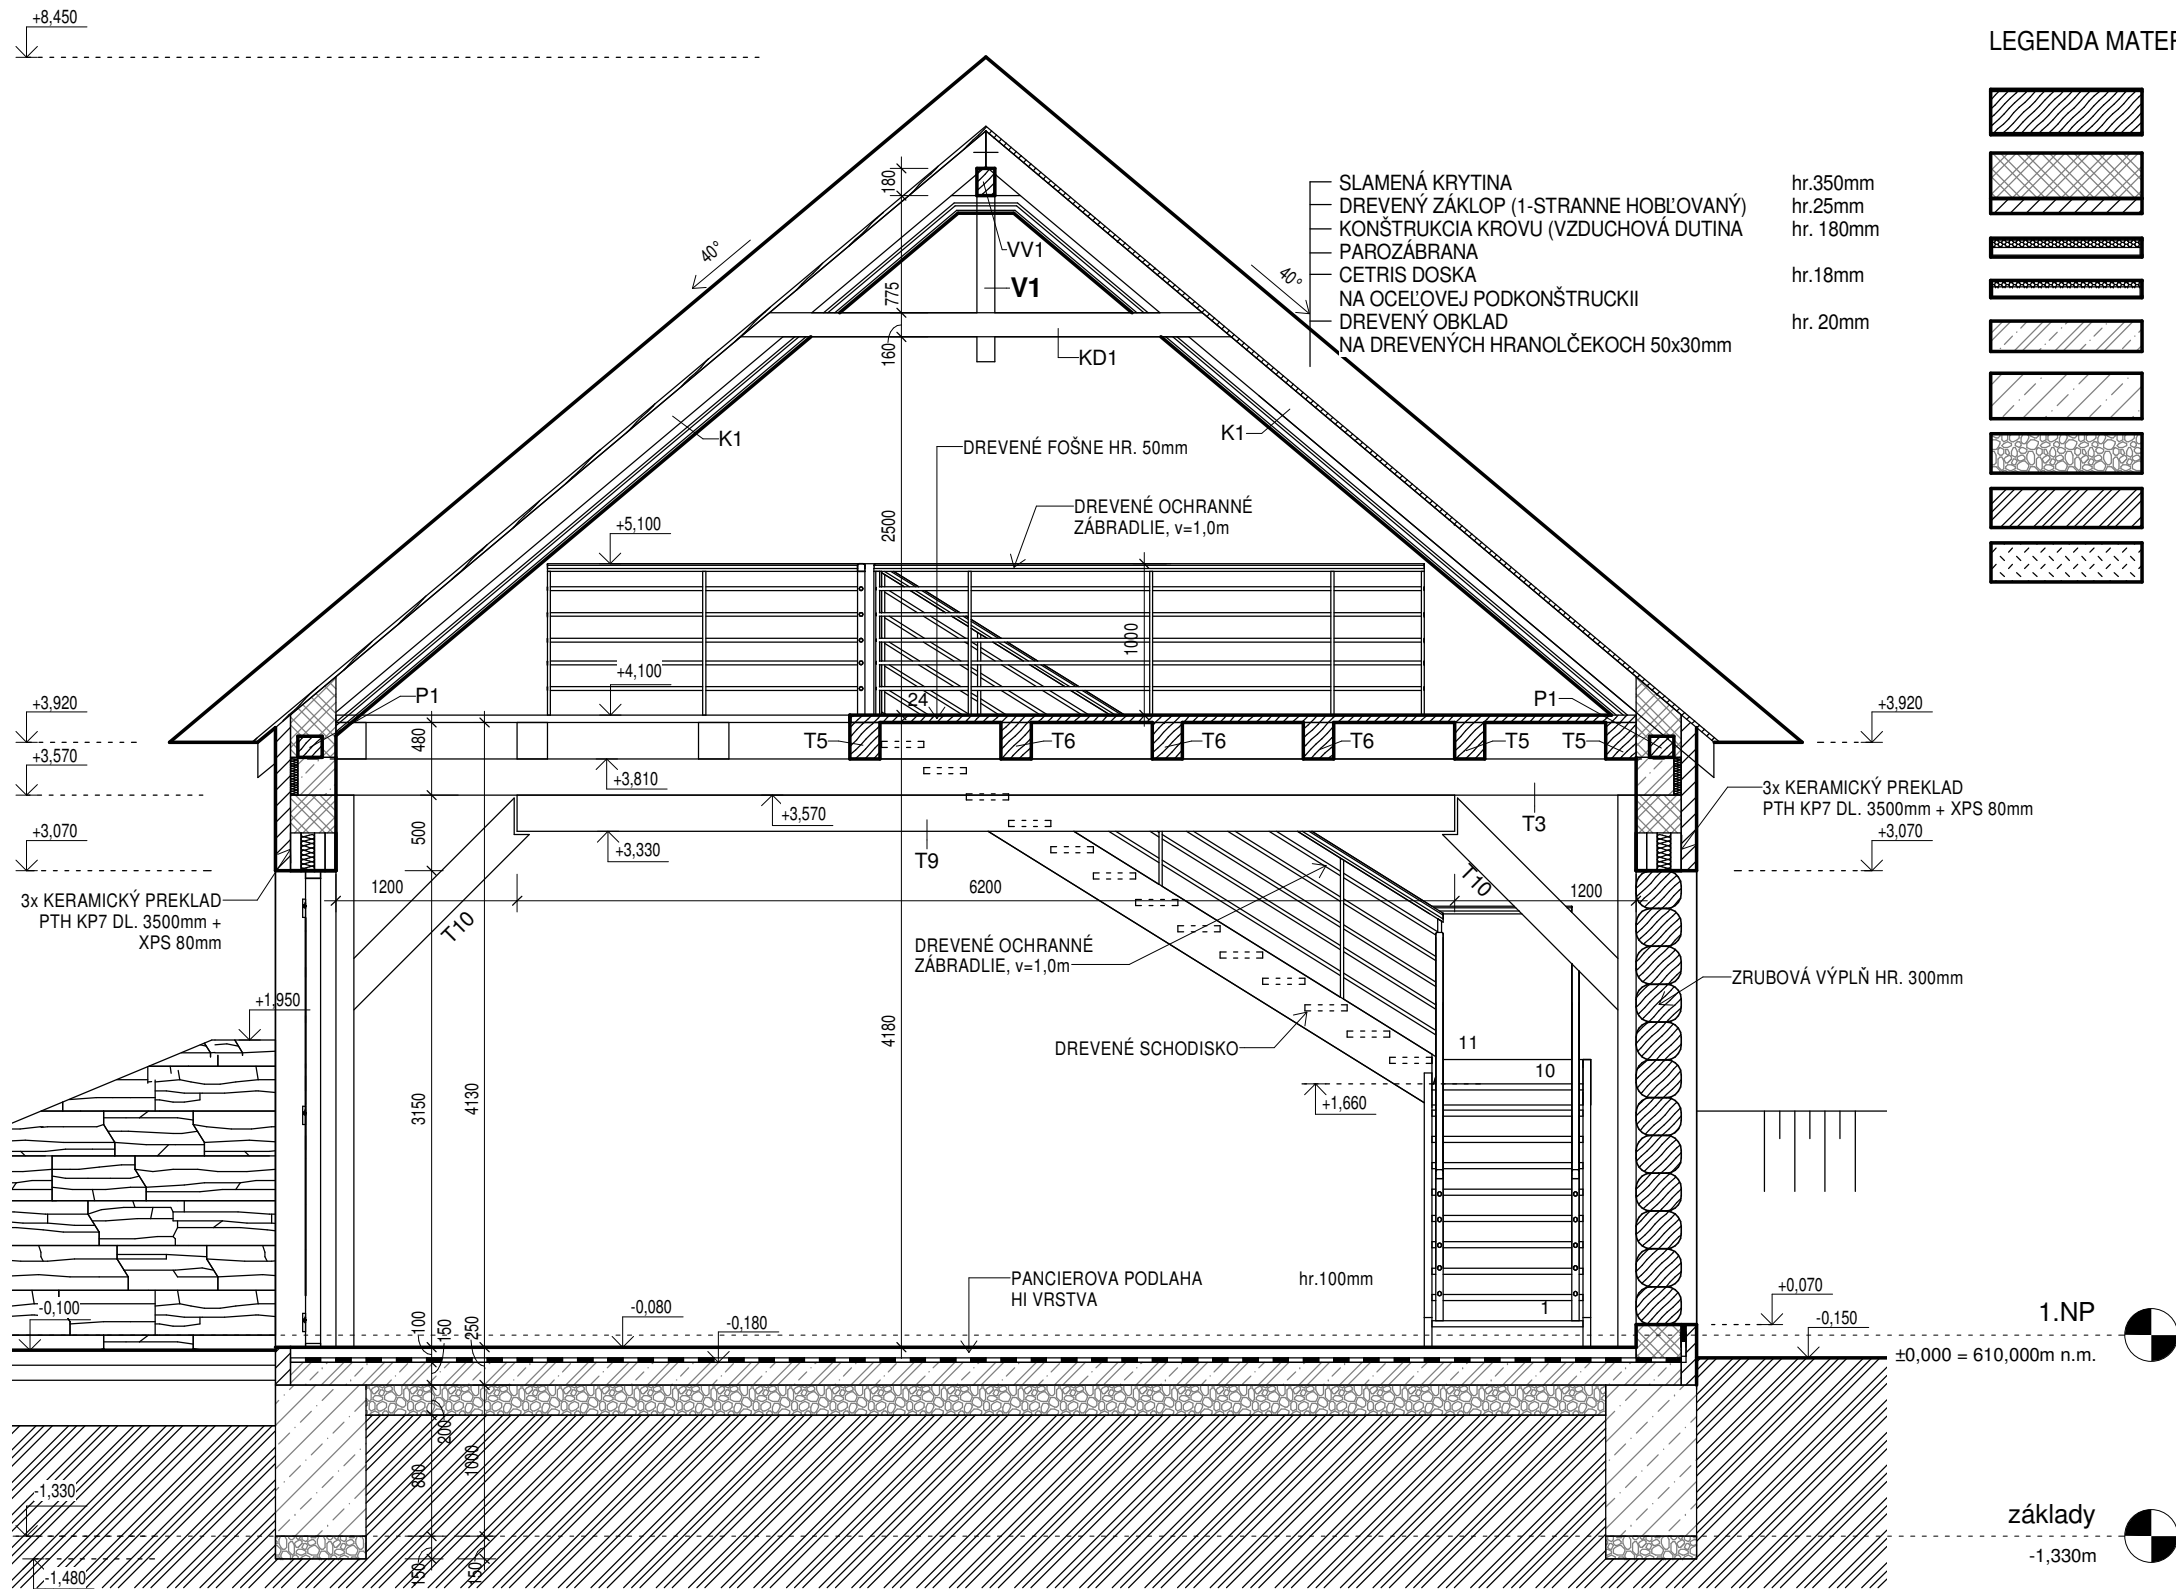 +8,450
LEGENDA MATER
SLAMENÁ KRYTINA hr.350mm
DREVENÝ ZÁKLOP (1-STRANNE HOBĽOVANÝ) hr.25mm
KONŠTRUKCIA KROVU (VZDUCHOVÁ DUTINA hr. 180mm
PAROZÁBRANA
CETRIS DOSKA hr.18mm
NA OCEĽOVEJ PODKONŠTRUCKII
DREVENÝ OBKLAD hr. 20mm
NA DREVENÝCH HRANOLČEKOCH 50x30mm
40°
40°
180
775
160
2500
VV1
V1
KD1
K1
K1
DREVENÉ FOŠNE HR. 50mm
DREVENÉ OCHRANNÉ
ZÁBRADLIE, v=1,0m
+5,100
1000
+4,100
24
P1
P1
+3,920
+3,920
480
T5
T6
T6
T6
T5
T5
+3,570
+3,810
+3,570
3x KERAMICKÝ PREKLAD
PTH KP7 DL. 3500mm + XPS 80mm
500
T3
+3,070
+3,070
+3,330
T9
1200
6200
1200
T10
T10
3x KERAMICKÝ PREKLAD
PTH KP7 DL. 3500mm +
XPS 80mm
DREVENÉ OCHRANNÉ
ZÁBRADLIE, v=1,0m
ZRUBOVÁ VÝPLŇ HR. 300mm
+1,950
4180
DREVENÉ SCHODISKO
11
10
3150
4130
+1,660
PANCIEROVA PODLAHA hr.100mm
HI VRSTVA
1
+0,070
-0,100
-0,080
-0,180
-0,150
100
150
250
1.NP
±0,000 = 610,000m n.m.
200
800
1000
-1,330
základy
-1,330m
150
150
-1,480